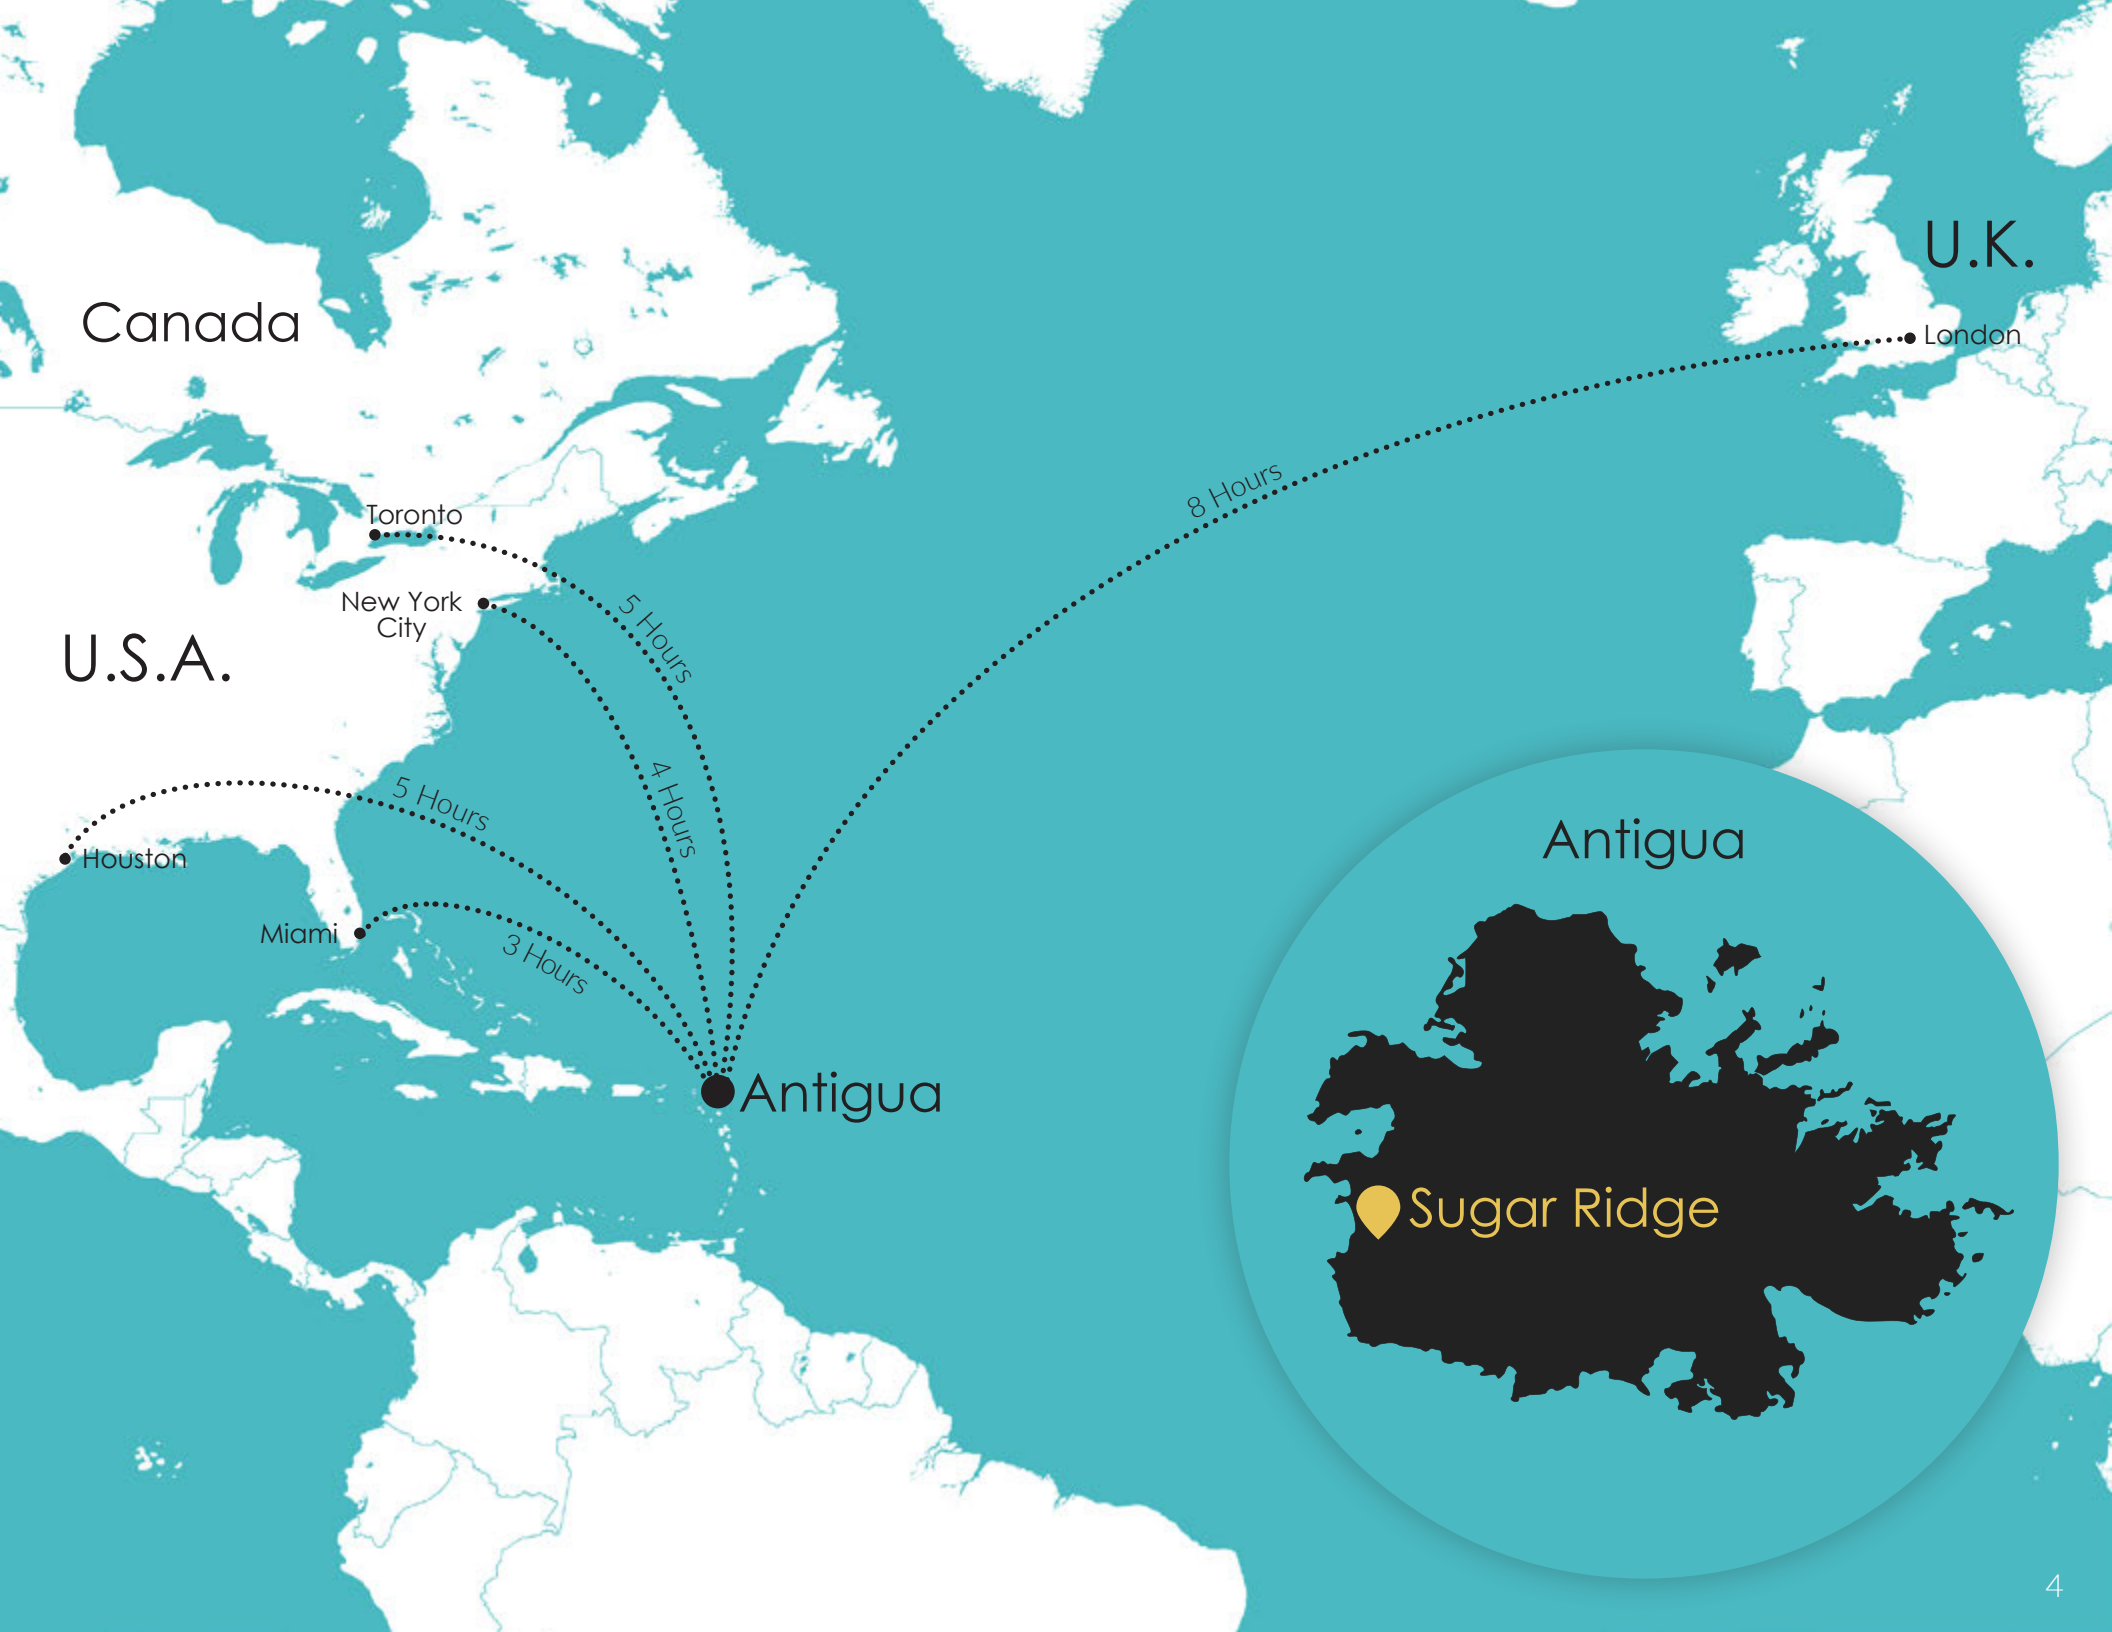 U.K.
Canada
London
8 Hours
Toronto
New York
City
5 Hours
U.S.A.
4 Hours
5 Hours
Houston
Miami
3 Hours
Antigua
Antigua
Sugar Ridge
4